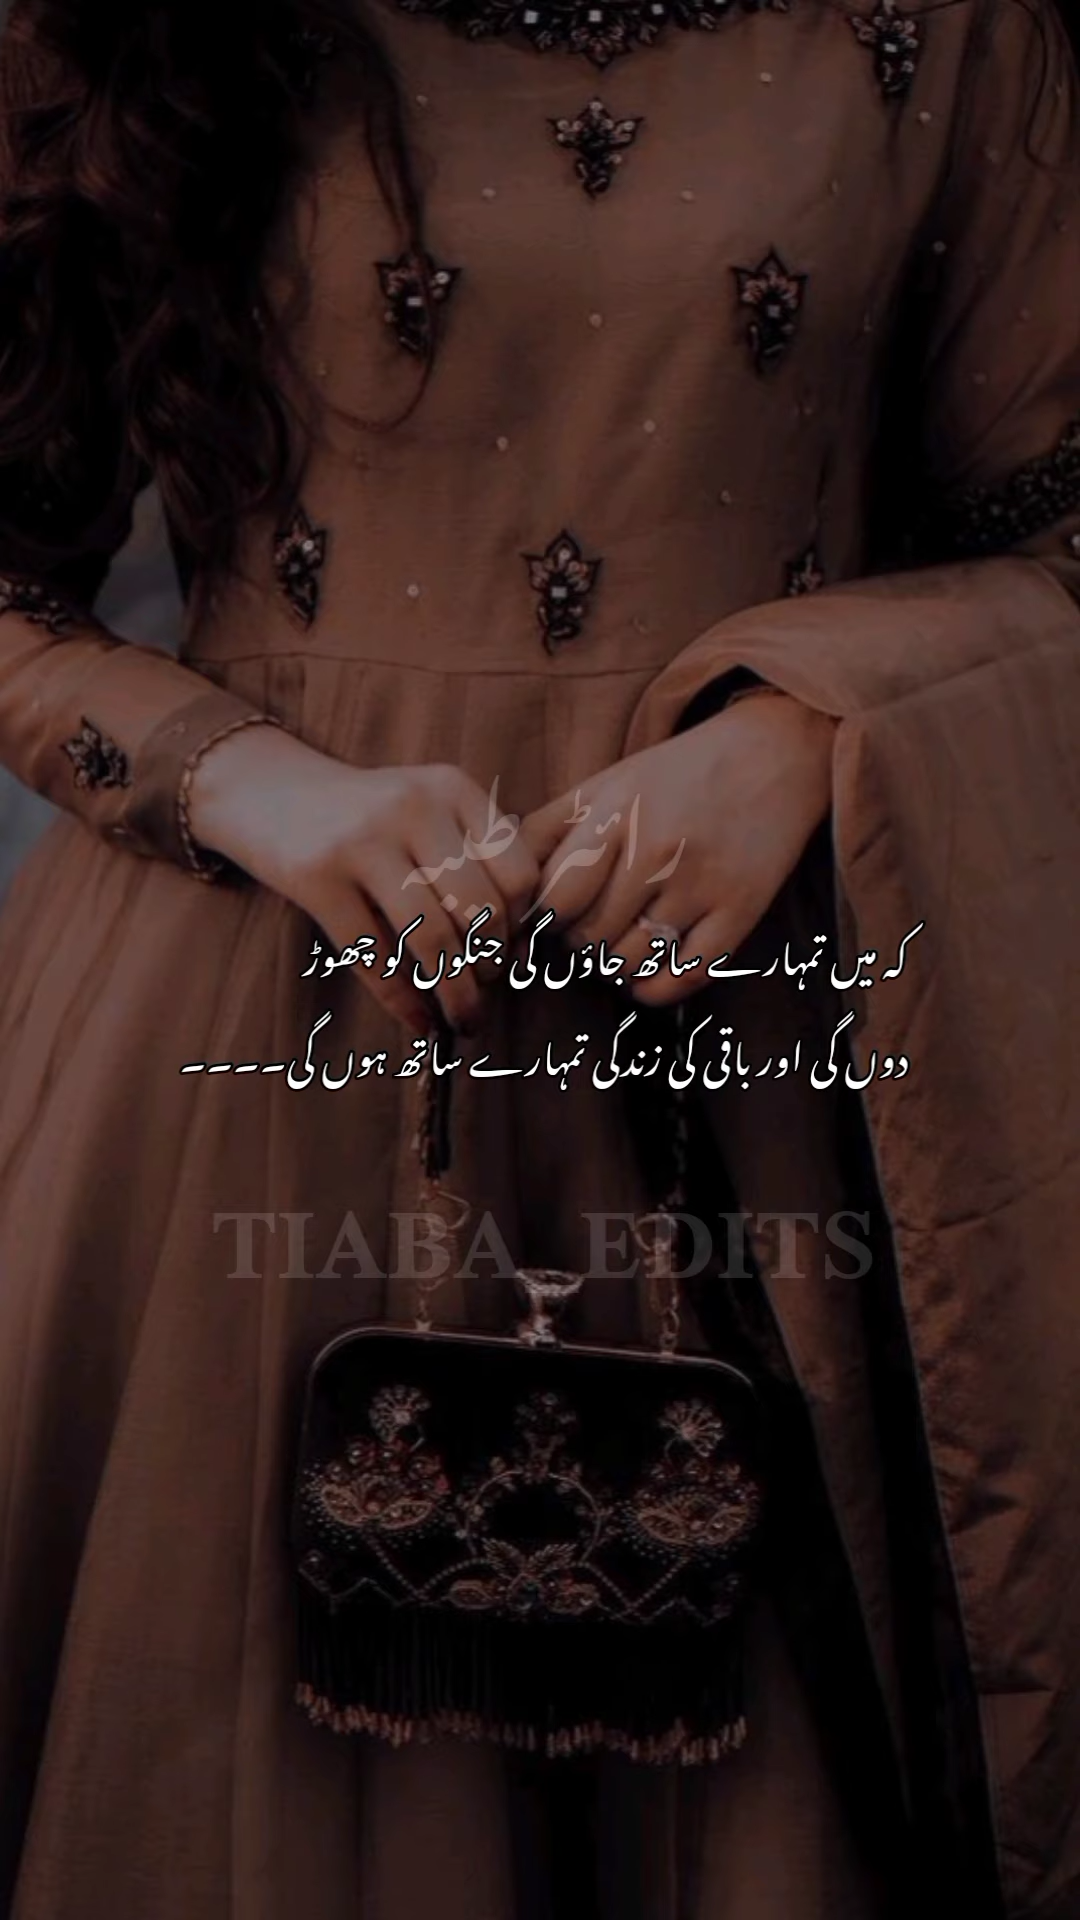 رائٹر طیبہ
کہ میں تمہارے ساتھ جاؤں گی جنگوں کو چھوڑ
دوں گی اور باقی کی زندگی تمہارے ساتھ ہوں گی۔۔۔۔
TIABA_EDITS